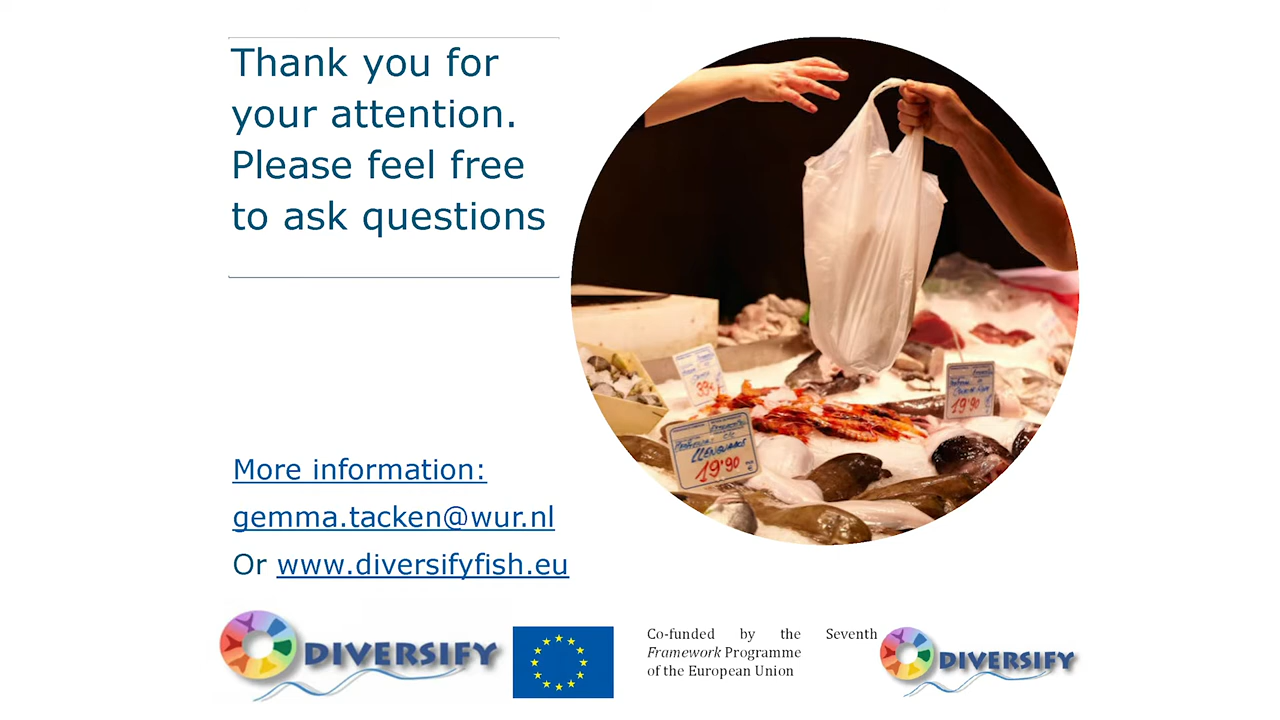 Thank you for
your attention.
Please feel free
to ask questions
More information:
gemma.tacken@wur.nl
Or www.diversifyfish.eu
LLENGUADO
19'90
19'90
DIVERSIFY
Co-funded by the Seventh
Framework Programme
of the European Union
DIVERSIFY